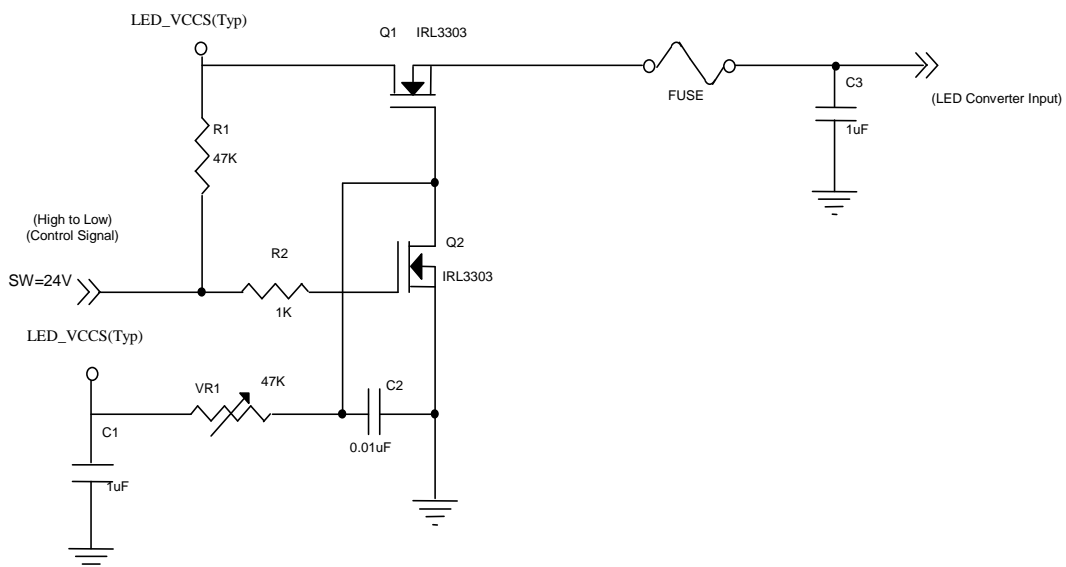 LED_VCCS(Typ)
Q1 IRL3303
FUSE
C3
1uF
(LED Converter Input)
R1
47K
(High to Low)
(Control Signal)
SW=24V
R2
1K
Q2
IRL3303
LED_VCCS(Typ)
VR1 47K
C2
0.01uF
C1
1uF